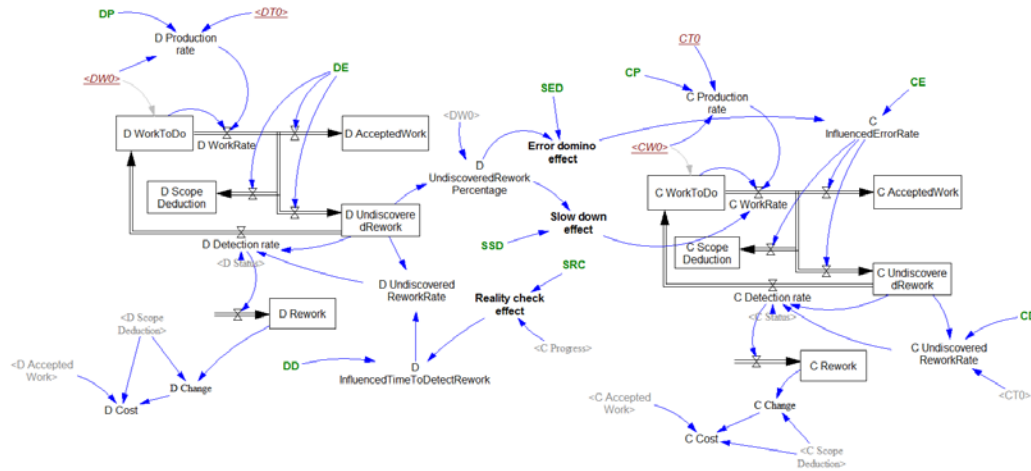 DP
<DT0>
D Production
rate
<DW0>
DE
D WorkToDo
D WorkRate
D AcceptedWork
D Scope
Deduction
D Undiscovere
dRework
D Detection rate
<D Status>
D Rework
<D Scope
Deduction>
<D Accepted
Work>
D Change
D Cost
D Undiscovered
ReworkRate
DD
D
InfluencedTimeToDetectRework
<DW0>
D
UndiscoveredRework
Percentage
SED
Error domino
effect
Slow down
effect
SSD
SRC
Reality check
effect
<C Progress>
CT0
CP
C Production
rate
<CW0>
CE
C
InfluencedErrorRate
C WorkToDo
C WorkRate
C AcceptedWork
C Scope
Deduction
C Undiscovere
dRework
C Detection rate
<C Status>
CD
C Undiscovered
ReworkRate
<CT0>
C Rework
<C Accepted
Work>
C Change
C Cost
<C Scope
Deduction>